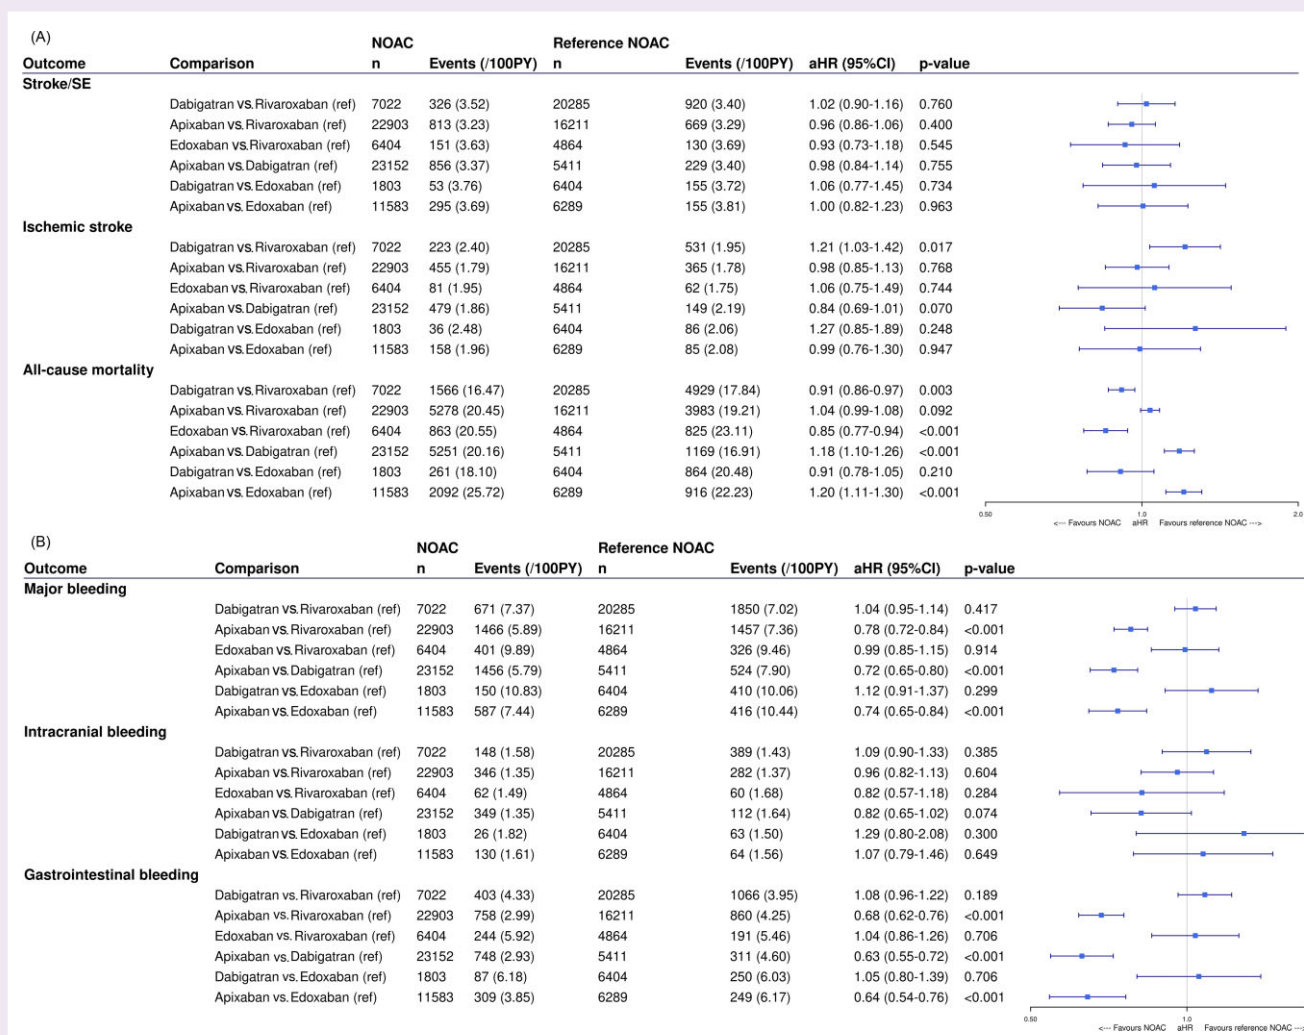 (A)
NOAC Reference NOAC
Outcome Comparison n Events (/100PY) n Events (/100PY) aHR (95%CI) p-value
Stroke/SE
Dabigatran vs. Rivaroxaban (ref) 7022 326 (3.52) 20285 920 (3.40) 1.02 (0.90-1.16) 0.760
Apixaban vs. Rivaroxaban (ref) 22903 813 (3.23) 16211 669 (3.29) 0.96 (0.86-1.06) 0.400
Edoxaban vs. Rivaroxaban (ref) 6404 151 (3.63) 4864 130 (3.69) 0.93 (0.73-1.18) 0.545
Apixaban vs. Dabigatran (ref) 23152 856 (3.37) 5411 229 (3.40) 0.98 (0.84-1.14) 0.755
Dabigatran vs. Edoxaban (ref) 1803 53 (3.76) 6404 155 (3.72) 1.06 (0.77-1.45) 0.734
Apixaban vs. Edoxaban (ref) 11583 295 (3.69) 6289 155 (3.81) 1.00 (0.82-1.23) 0.963
Ischemic stroke
Dabigatran vs. Rivaroxaban (ref) 7022 223 (2.40) 20285 531 (1.95) 1.21 (1.03-1.42) 0.017
Apixaban vs. Rivaroxaban (ref) 22903 455 (1.79) 16211 365 (1.78) 0.98 (0.85-1.13) 0.768
Edoxaban vs. Rivaroxaban (ref) 6404 81 (1.95) 4864 62 (1.75) 1.06 (0.75-1.49) 0.744
Apixaban vs. Dabigatran (ref) 23152 479 (1.86) 5411 149 (2.19) 0.84 (0.69-1.01) 0.070
Dabigatran vs. Edoxaban (ref) 1803 36 (2.48) 6404 86 (2.06) 1.27 (0.85-1.89) 0.248
Apixaban vs. Edoxaban (ref) 11583 158 (1.96) 6289 85 (2.08) 0.99 (0.76-1.30) 0.947
All-cause mortality
Dabigatran vs. Rivaroxaban (ref) 7022 1566 (16.47) 20285 4929 (17.84) 0.91 (0.86-0.97) 0.003
Apixaban vs. Rivaroxaban (ref) 22903 5278 (20.45) 16211 3983 (19.21) 1.04 (0.99-1.08) 0.092
Edoxaban vs. Rivaroxaban (ref) 6404 863 (20.55) 4864 825 (23.11) 0.85 (0.77-0.94) <0.001
Apixaban vs. Dabigatran (ref) 23152 5251 (20.16) 5411 1169 (16.91) 1.18 (1.10-1.26) <0.001
Dabigatran vs. Edoxaban (ref) 1803 261 (18.10) 6404 864 (20.48) 0.91 (0.78-1.05) 0.210
Apixaban vs. Edoxaban (ref) 11583 2092 (25.72) 6289 916 (22.23) 1.20 (1.11-1.30) <0.001
0.50 1.0 2.0
<--- Favours NOAC aHR Favours reference NOAC --->
(B)
NOAC Reference NOAC
Outcome Comparison n Events (/100PY) n Events (/100PY) aHR (95%CI) p-value
Major bleeding
Dabigatran vs. Rivaroxaban (ref) 7022 671 (7.37) 20285 1850 (7.02) 1.04 (0.95-1.14) 0.417
Apixaban vs. Rivaroxaban (ref) 22903 1466 (5.89) 16211 1457 (7.36) 0.78 (0.72-0.84) <0.001
Edoxaban vs. Rivaroxaban (ref) 6404 401 (9.89) 4864 326 (9.46) 0.99 (0.85-1.15) 0.914
Apixaban vs. Dabigatran (ref) 23152 1456 (5.79) 5411 524 (7.90) 0.72 (0.65-0.80) <0.001
Dabigatran vs. Edoxaban (ref) 1803 150 (10.83) 6404 410 (10.06) 1.12 (0.91-1.37) 0.299
Apixaban vs. Edoxaban (ref) 11583 587 (7.44) 6289 416 (10.44) 0.74 (0.65-0.84) <0.001
Intracranial bleeding
Dabigatran vs. Rivaroxaban (ref) 7022 148 (1.58) 20285 389 (1.43) 1.09 (0.90-1.33) 0.385
Apixaban vs. Rivaroxaban (ref) 22903 346 (1.35) 16211 282 (1.37) 0.96 (0.82-1.13) 0.604
Edoxaban vs. Rivaroxaban (ref) 6404 62 (1.49) 4864 60 (1.68) 0.82 (0.57-1.18) 0.284
Apixaban vs. Dabigatran (ref) 23152 349 (1.35) 5411 112 (1.64) 0.82 (0.65-1.02) 0.074
Dabigatran vs. Edoxaban (ref) 1803 26 (1.82) 6404 63 (1.50) 1.29 (0.80-2.08) 0.300
Apixaban vs. Edoxaban (ref) 11583 130 (1.61) 6289 64 (1.56) 1.07 (0.79-1.46) 0.649
Gastrointestinal bleeding
Dabigatran vs. Rivaroxaban (ref) 7022 403 (4.33) 20285 1066 (3.95) 1.08 (0.96-1.22) 0.189
Apixaban vs. Rivaroxaban (ref) 22903 758 (2.99) 16211 860 (4.25) 0.68 (0.62-0.76) <0.001
Edoxaban vs. Rivaroxaban (ref) 6404 244 (5.92) 4864 191 (5.46) 1.04 (0.86-1.26) 0.706
Apixaban vs. Dabigatran (ref) 23152 748 (2.93) 5411 311 (4.60) 0.63 (0.55-0.72) <0.001
Dabigatran vs. Edoxaban (ref) 1803 87 (6.18) 6404 250 (6.03) 1.05 (0.80-1.39) 0.706
Apixaban vs. Edoxaban (ref) 11583 309 (3.85) 6289 249 (6.17) 0.64 (0.54-0.76) <0.001
0.50 1.0
<--- Favours NOAC aHR Favours reference NOAC --->